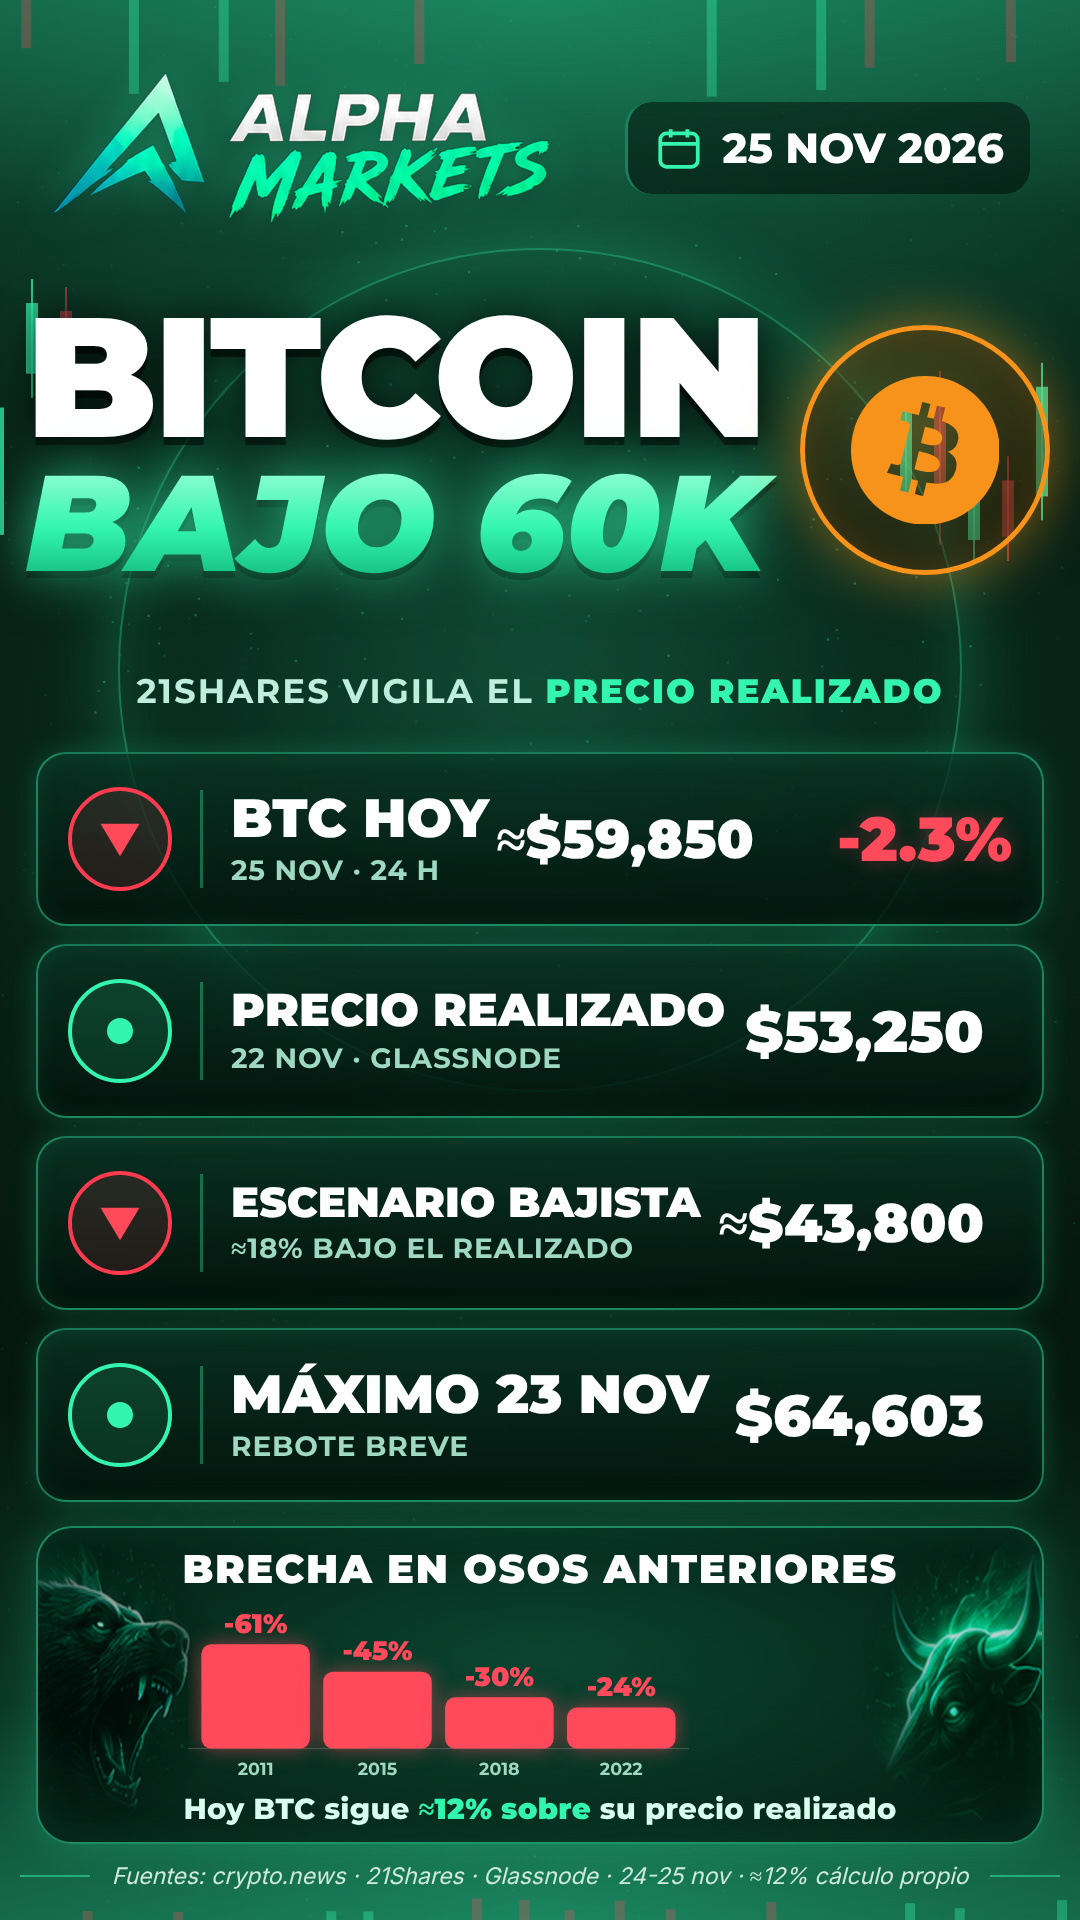 ALPHA
MARKETS
25 NOV 2026
BITCOIN
BAJO 60K
21SHARES VIGILA EL PRECIO REALIZADO
BTC HOY ≈$59,850 -2.3%
25 NOV · 24 H
PRECIO REALIZADO $53,250
22 NOV · GLASSNODE
ESCENARIO BAJISTA ≈$43,800
≈18% BAJO EL REALIZADO
MÁXIMO 23 NOV $64,603
REBOTE BREVE
BRECHA EN OSOS ANTERIORES
-61% -45% -30% -24%
2011 2015 2018 2022
Hoy BTC sigue ≈12% sobre su precio realizado
Fuentes: crypto.news · 21Shares · Glassnode · 24-25 nov · ≈12% cálculo propio